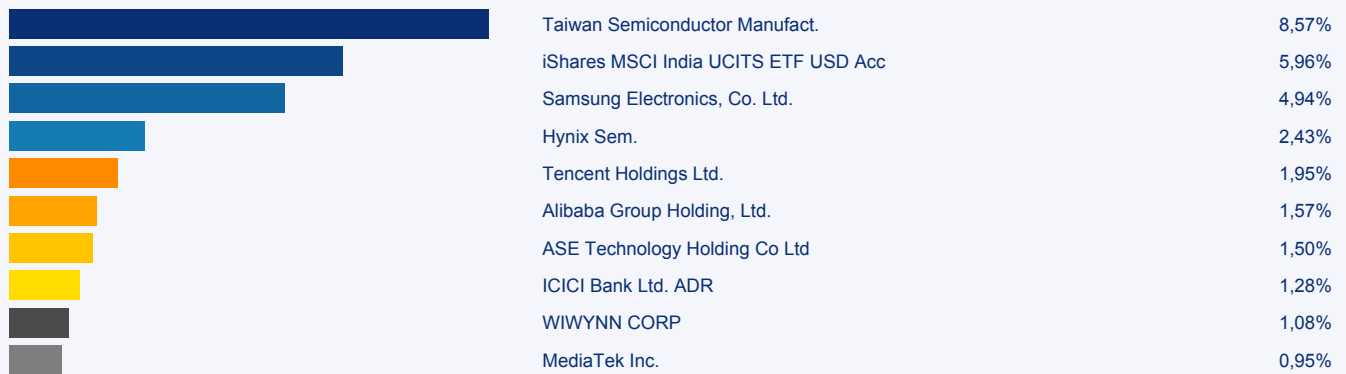 Taiwan Semiconductor Manufact. 8,57%
iShares MSCI India UCITS ETF USD Acc 5,96%
Samsung Electronics, Co. Ltd. 4,94%
Hynix Sem. 2,43%
Tencent Holdings Ltd. 1,95%
Alibaba Group Holding, Ltd. 1,57%
ASE Technology Holding Co Ltd 1,50%
ICICI Bank Ltd. ADR 1,28%
WIWYNN CORP 1,08%
MediaTek Inc. 0,95%